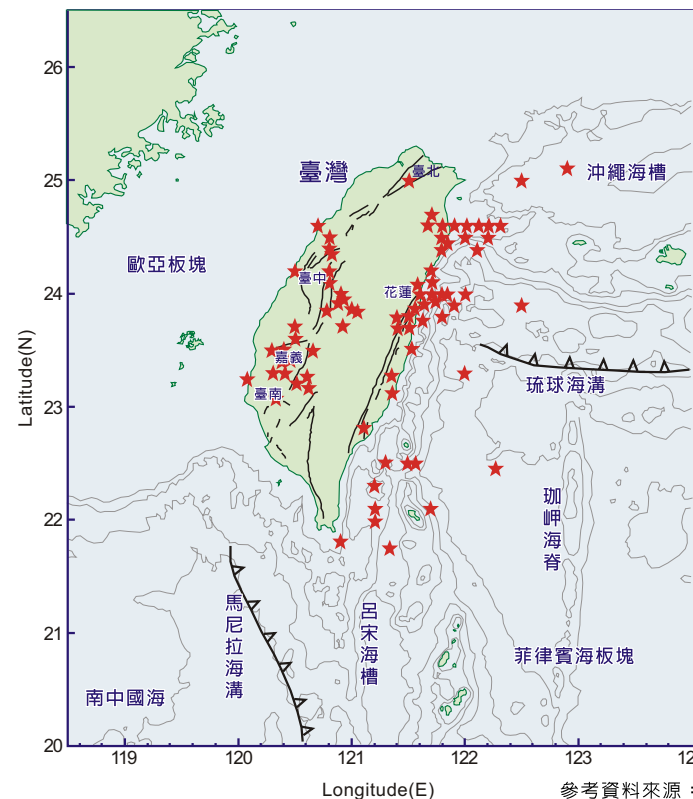 26
臺灣
臺北
25
沖繩海槽
歐亞板塊
臺中
24
花蓮
嘉義
琉球海溝
臺南
23
Latitude(N)
22
珈岬海脊
21
馬尼拉海溝
呂宋海槽
菲律賓海板塊
南中國海
20
119
120
121
122
123
12
Longitude(E)
參考資料來源：